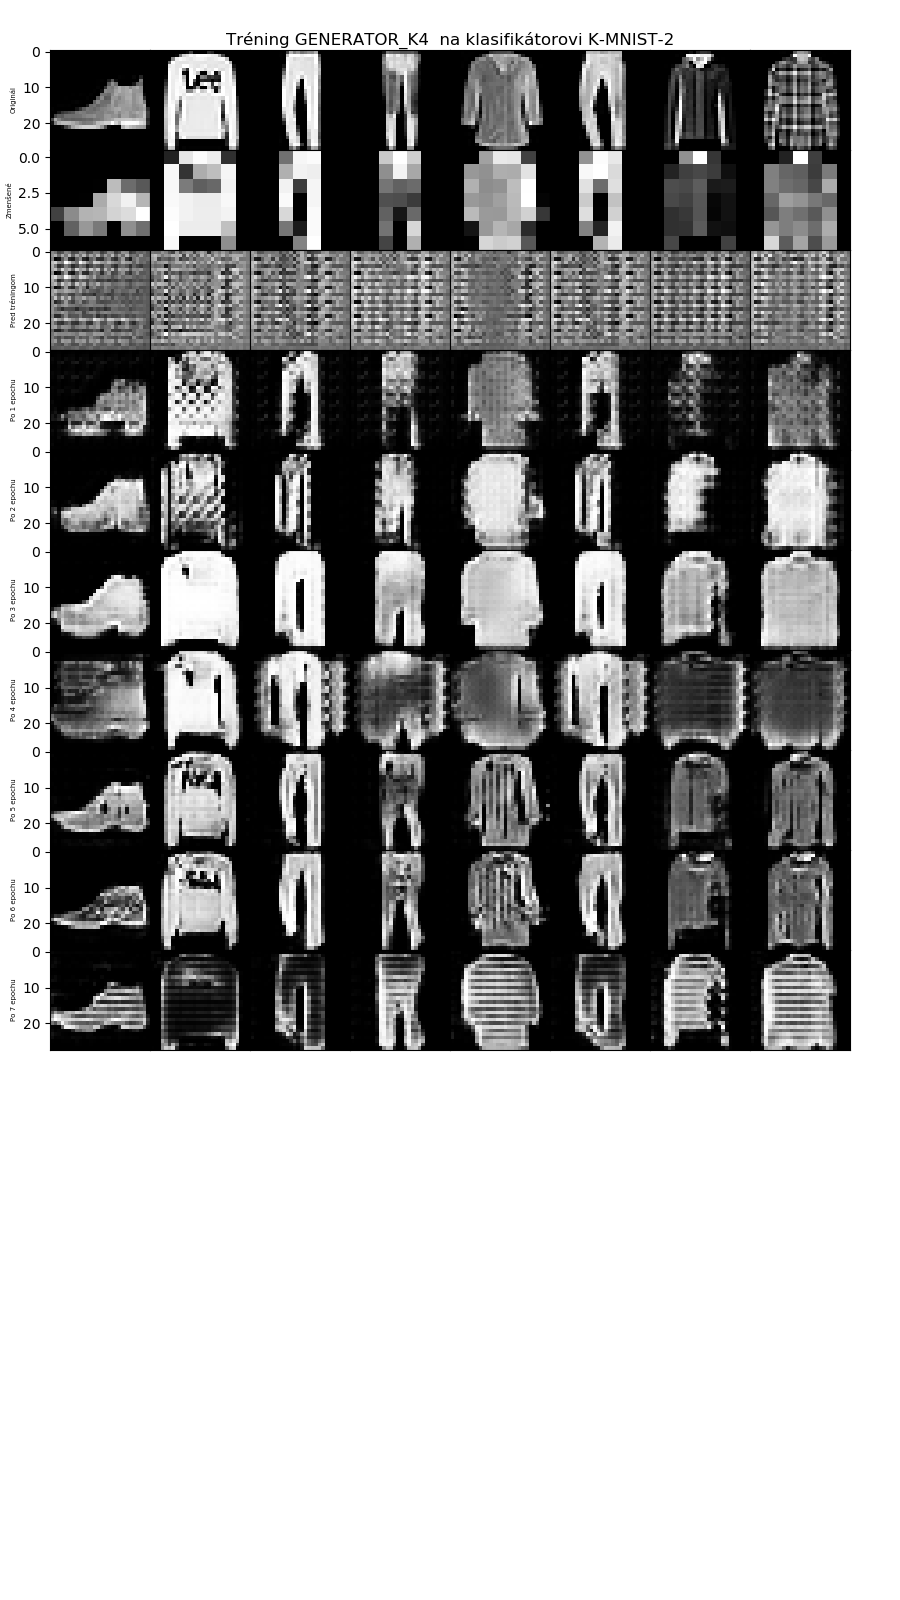 Tréning GENERATOR_K4 na klasifikátorovi K-MNIST-2
0
10
20
Originál
Lee
0.0
2.5
5.0
Zmenšené
0
10
20
Pred tréningom
0
10
20
Po 1 epochu
0
10
20
Po 2 epochu
0
10
20
Po 3 epochu
0
10
20
Po 4 epochu
0
10
20
Po 5 epochu
0
10
20
Po 6 epochu
0
10
20
Po 7 epochu